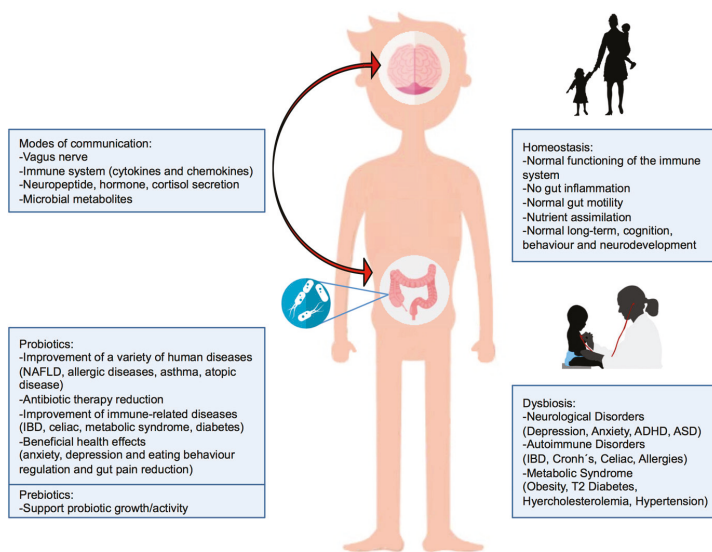 Modes of communication:
-Vagus nerve
-Immune system (cytokines and chemokines)
-Neuropeptide, hormone, cortisol secretion
-Microbial metabolites
Homeostasis:
-Normal functioning of the immune
system
-No gut inflammation
-Normal gut motility
-Nutrient assimilation
-Normal long-term, cognition,
behaviour and neurodevelopment
Probiotics:
-Improvement of a variety of human diseases
(NAFLD, allergic diseases, asthma, atopic
disease)
-Antibiotic therapy reduction
-Improvement of immune-related diseases
(IBD, celiac, metabolic syndrome, diabetes)
-Beneficial health effects
(anxiety, depression and eating behaviour
regulation and gut pain reduction)
Prebiotics:
-Support probiotic growth/activity
Dysbiosis:
-Neurological Disorders
(Depression, Anxiety, ADHD, ASD)
-Autoimmune Disorders
(IBD, Cronh´s, Celiac, Allergies)
-Metabolic Syndrome
(Obesity, T2 Diabetes,
Hyercholesterolemia, Hypertension)